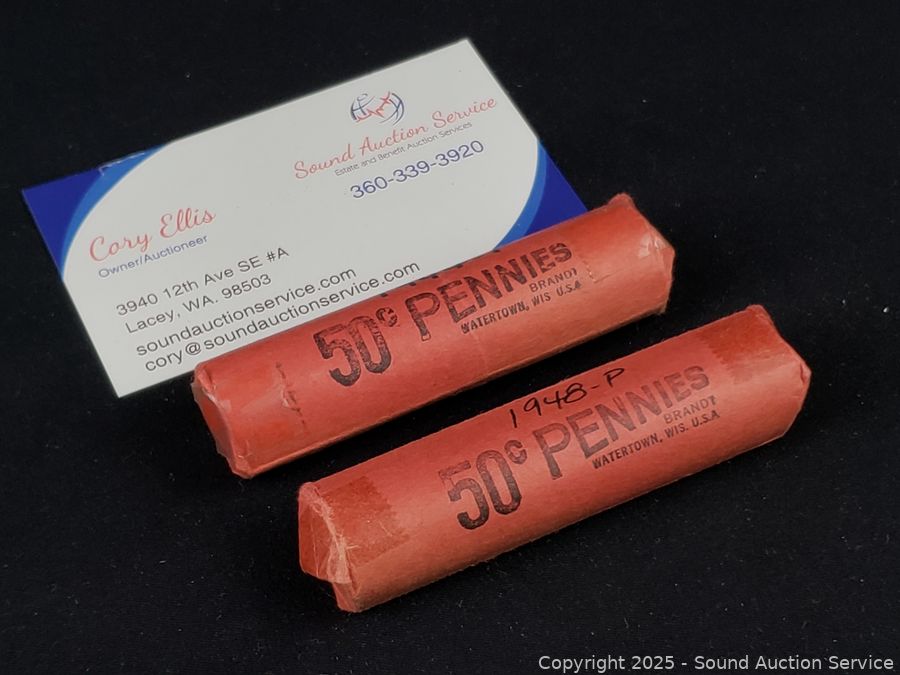 Sound Auction Service
Estate and Benefit Auction Services
360-339-3920
Cory Ellis
Owner/Auctioneer
3940 12th Ave SE #A
Lacey, WA. 98503
soundauctionservice.com
cory@soundauctionservice.com
50¢ PENNIES
BRANDT
WATERTOWN, WIS U.S.A
1948-P
50¢ PENNIES
BRANDT
WATERTOWN, WIS. U.S.A
Copyright 2025 - Sound Auction Service